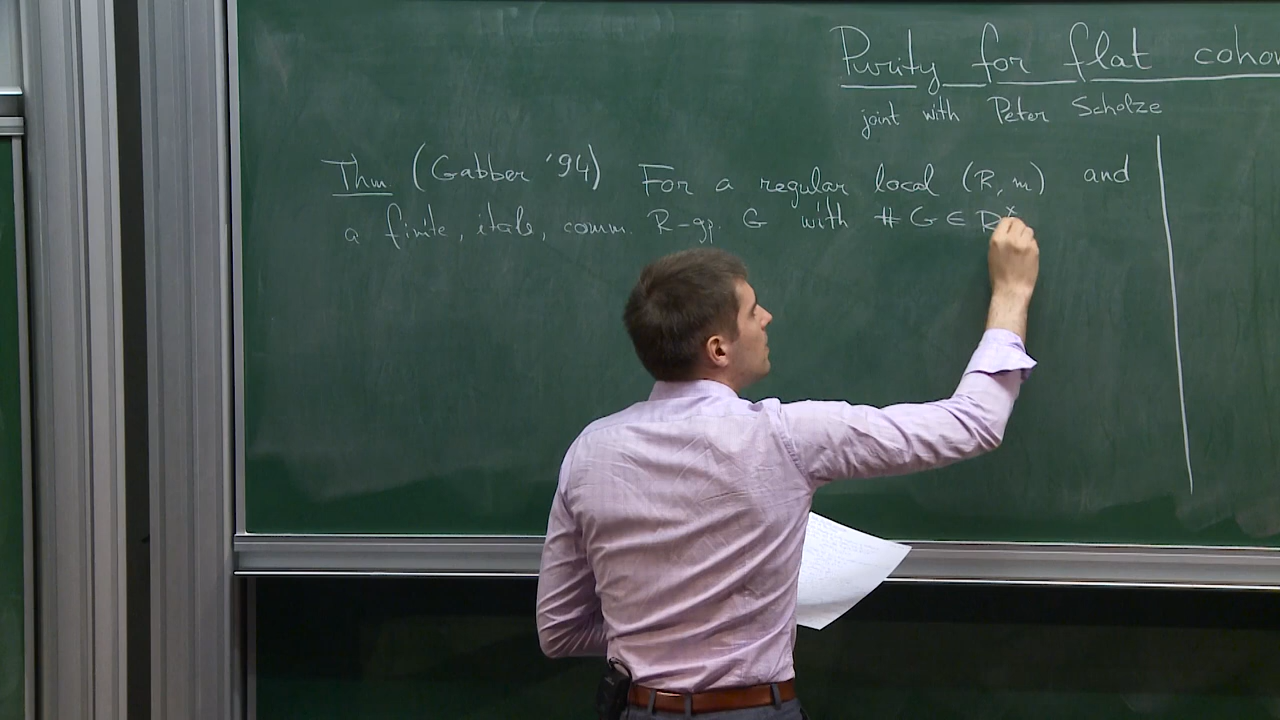 Purity for flat coho
joint with Peter Scholze
Thm (Gabber '94) For a regular local (R, m) and
a finite, étale, comm. R-gp. G with # G ∈ R^×